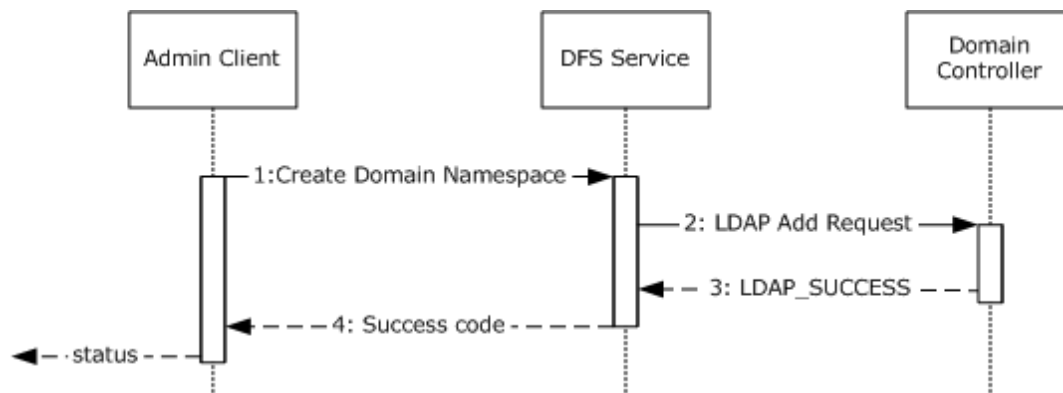 Admin Client
DFS Service
Domain
Controller
1:Create Domain Namespace
2: LDAP Add Request
3: LDAP_SUCCESS
4: Success code
status